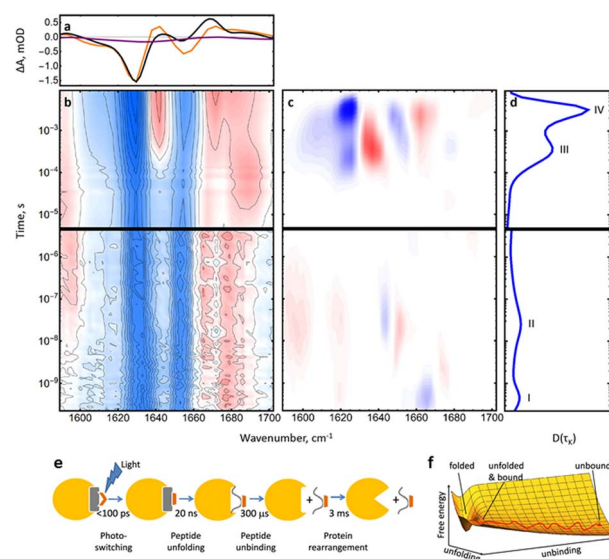 a
ΔA, mOD
0.5
0.0
-0.5
-1.0
-1.5
b
c
d
IV
III
II
I
Time, s
10⁻³
10⁻⁴
10⁻⁵
10⁻⁶
10⁻⁷
10⁻⁸
10⁻⁹
1600 1620 1640 1660 1680 1700
1600 1620 1640 1660 1680 1700
Wavenumber, cm⁻¹
D(τK)
e
Light
<100 ps
20 ns
300 µs
+
3 ms
+
Photo-
switching
Peptide
unfolding
Peptide
unbinding
Protein
rearrangement
f
folded
unfolded
& bound
unbound
Free energy
unfolding
unbinding